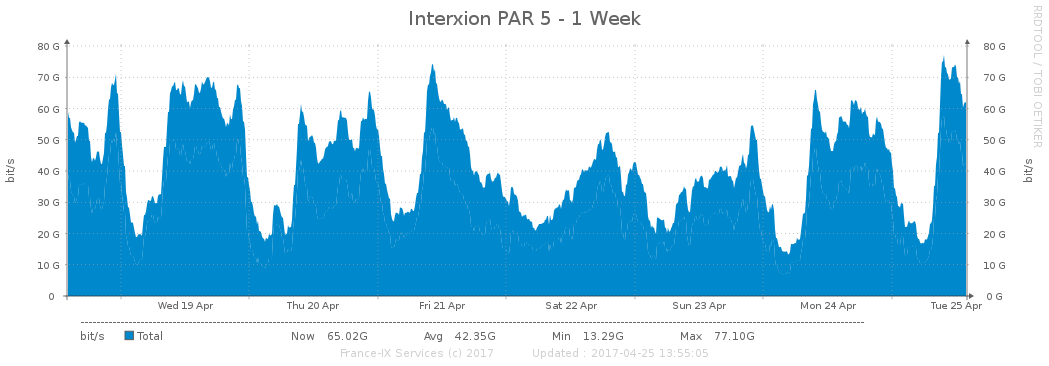 Interxion PAR 5 - 1 Week
RRDTOOL / TOBI OETIKER
80 G 80 G
70 G 70 G
60 G 60 G
50 G 50 G
40 G 40 G
30 G 30 G
20 G 20 G
10 G 10 G
0 0 G
bit/s
bit/s
Wed 19 Apr Thu 20 Apr Fri 21 Apr Sat 22 Apr Sun 23 Apr Mon 24 Apr Tue 25 Apr
bit/s Total Now 65.02G Avg 42.35G Min 13.29G Max 77.10G
France-IX Services (c) 2017 Updated : 2017-04-25 13:55:05